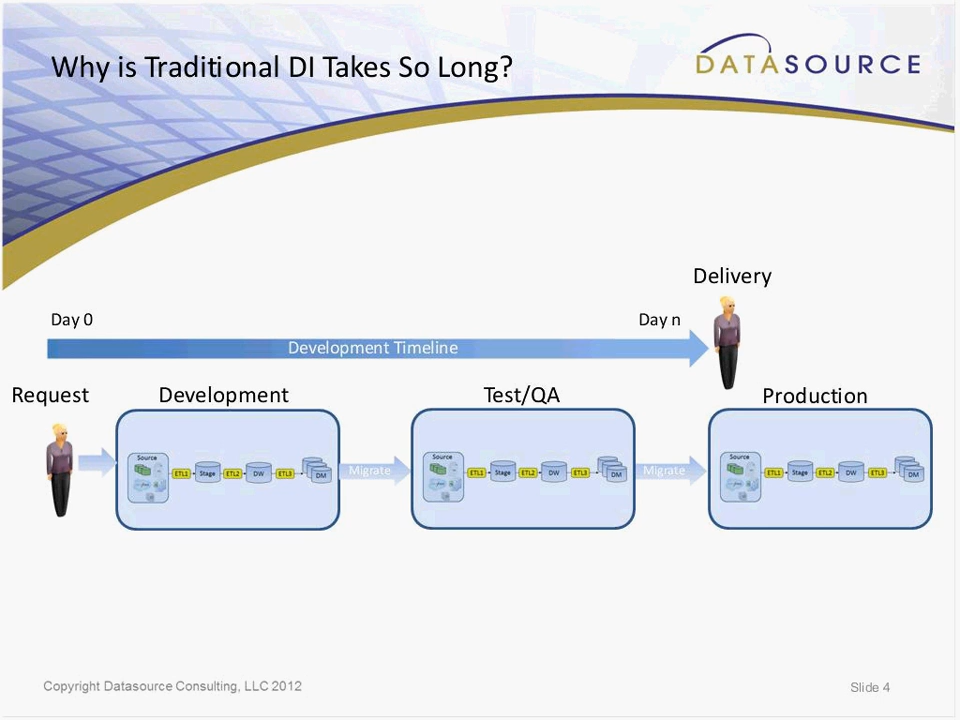 Why is Traditional DI Takes So Long?
DATASOURCE
Delivery
Day 0
Day n
Development Timeline
Request
Development
Test/QA
Production
Source
ETL1
Stage
ETL2
DW
ETL3
DM
Migrate
Source
ETL1
Stage
ETL2
DW
ETL3
DM
Migrate
Source
ETL1
Stage
ETL2
DW
ETL3
DM
Copyright Datasource Consulting, LLC 2012
Slide 4